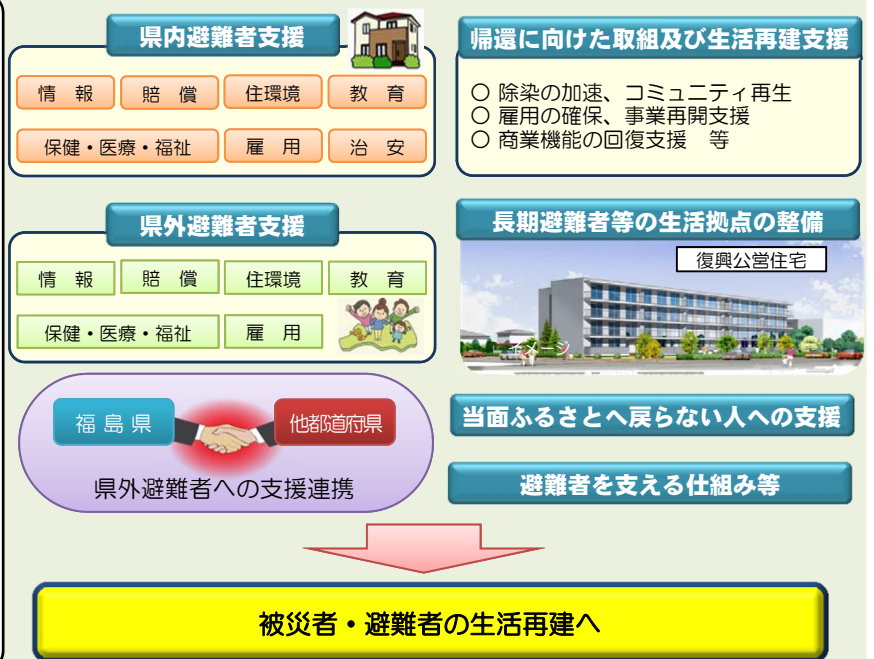 県内避難者支援
情 報
賠 償
住環境
教 育
保健・医療・福祉
雇 用
治 安
県外避難者支援
情 報
賠 償
住環境
教 育
保健・医療・福祉
雇 用
福島県
他都道府県
県外避難者への支援連携
帰還に向けた取組及び生活再建支援
○ 除染の加速、コミュニティ再生
○ 雇用の確保、事業再開支援
○ 商業機能の回復支援 等
長期避難者等の生活拠点の整備
復興公営住宅
イメージ
当面ふるさとへ戻らない人への支援
避難者を支える仕組み等
被災者・避難者の生活再建へ